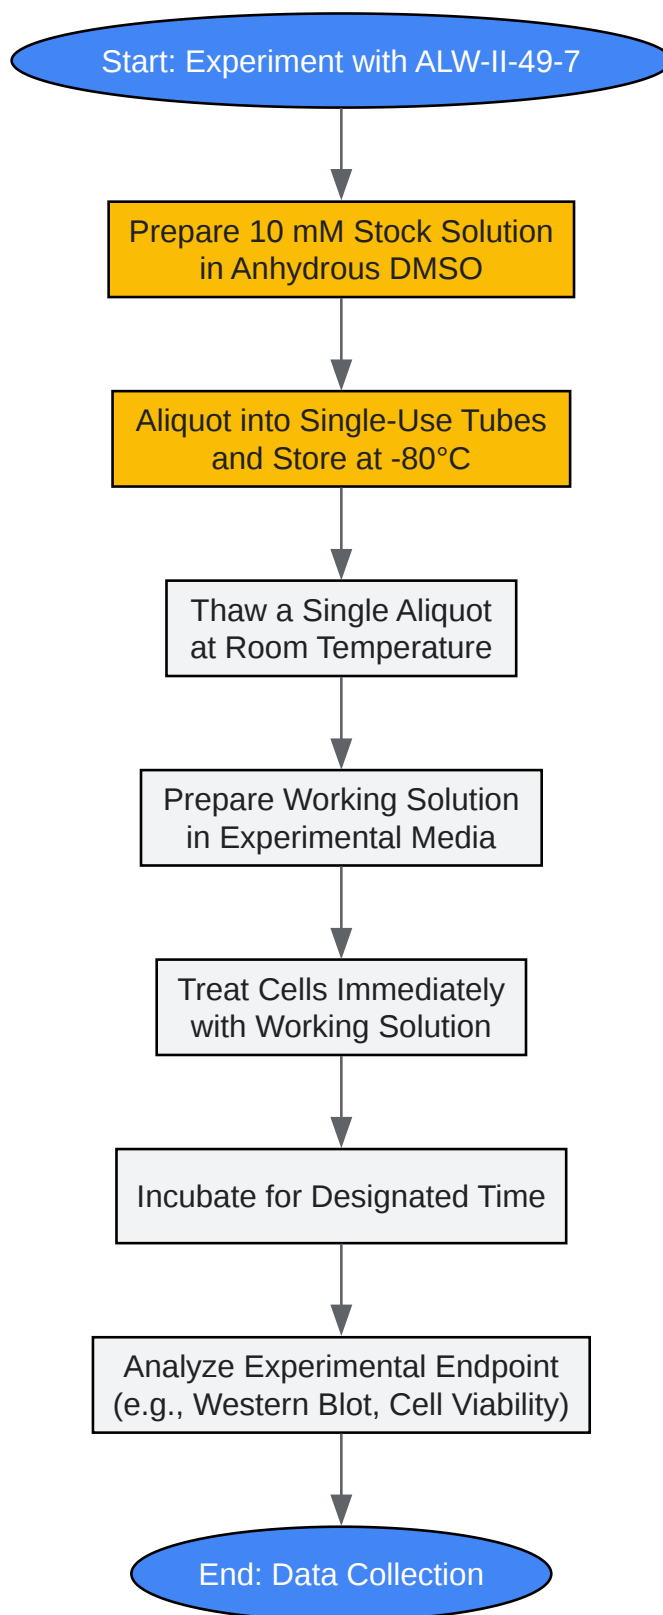 Start: Experiment with ALW-II-49-7
Prepare 10 mM Stock Solution
in Anhydrous DMSO
Aliquot into Single-Use Tubes
and Store at -80°C
Thaw a Single Aliquot
at Room Temperature
Prepare Working Solution
in Experimental Media
Treat Cells Immediately
with Working Solution
Incubate for Designated Time
Analyze Experimental Endpoint
(e.g., Western Blot, Cell Viability)
End: Data Collection